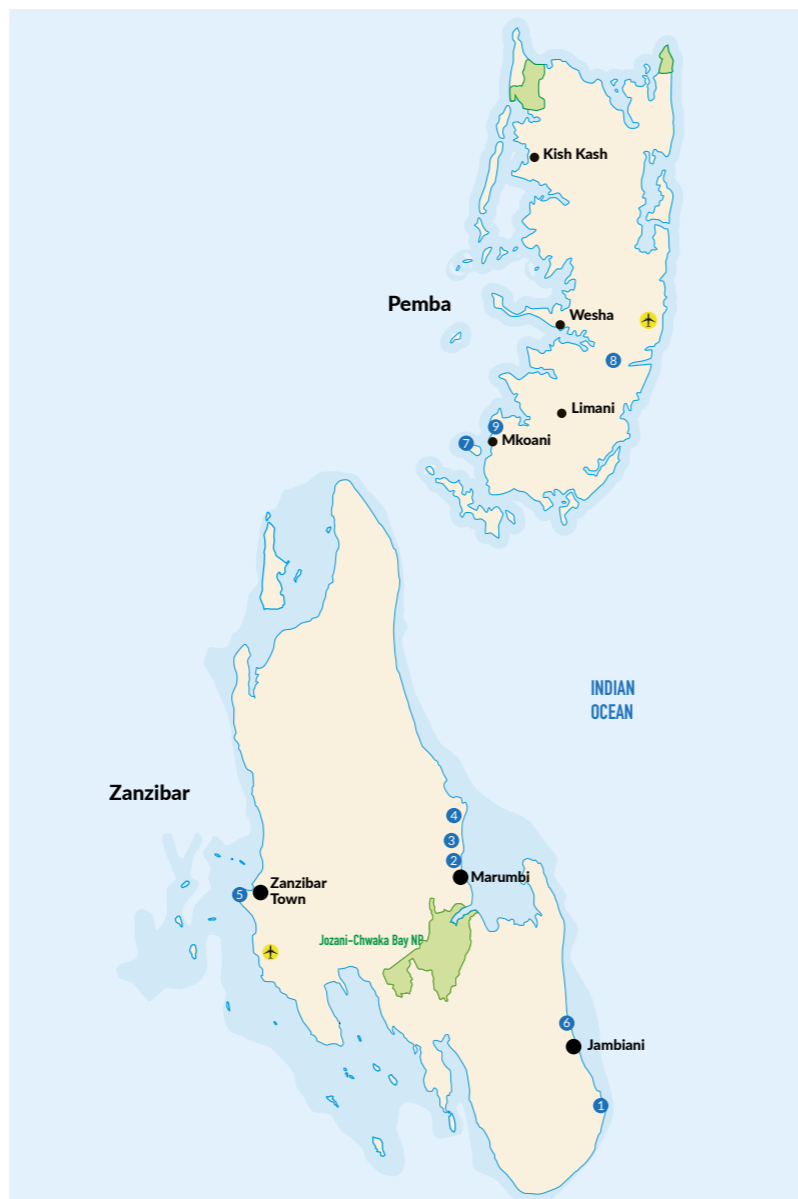 Kish Kash
Pemba
Wesha
8
Limani
9
7
Mkoani
INDIAN
OCEAN
Zanzibar
4
3
2
Marumbi
Zanzibar
Town
5
Jozani-Chwaka Bay NP
6
Jambiani
1